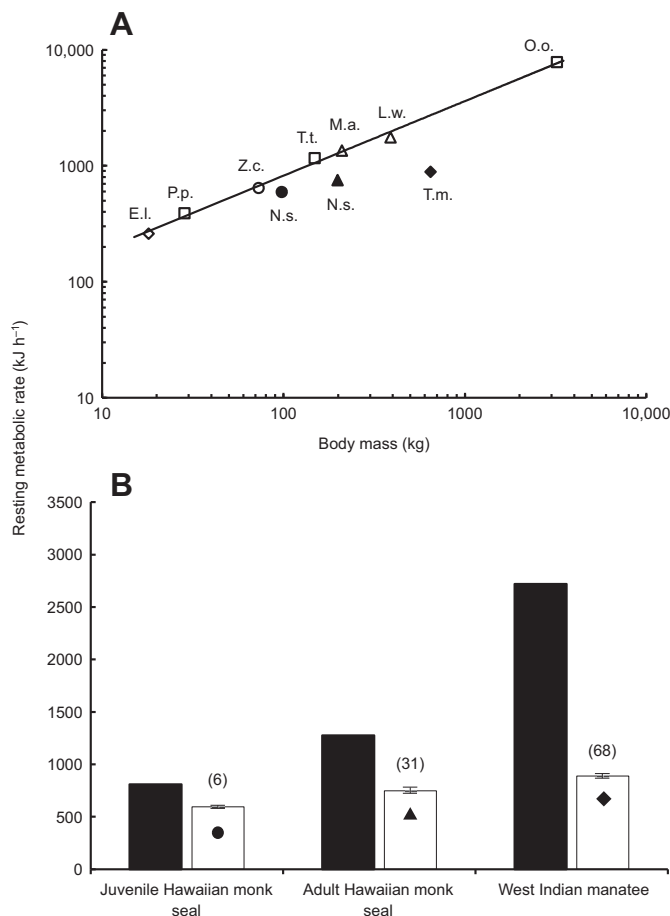 A
10,000
O.o.
L.w.
M.a.
T.t.
1000
Z.c.
P.p.
N.s.
T.m.
N.s.
E.l.
100
10
10
100
1000
10,000
Body mass (kg)
Resting metabolic rate (kJ h⁻¹)
B
3500
3000
2500
2000
1500
1000
500
0
(6)
(31)
(68)
Juvenile Hawaiian monk
seal
Adult Hawaiian monk
seal
West Indian manatee